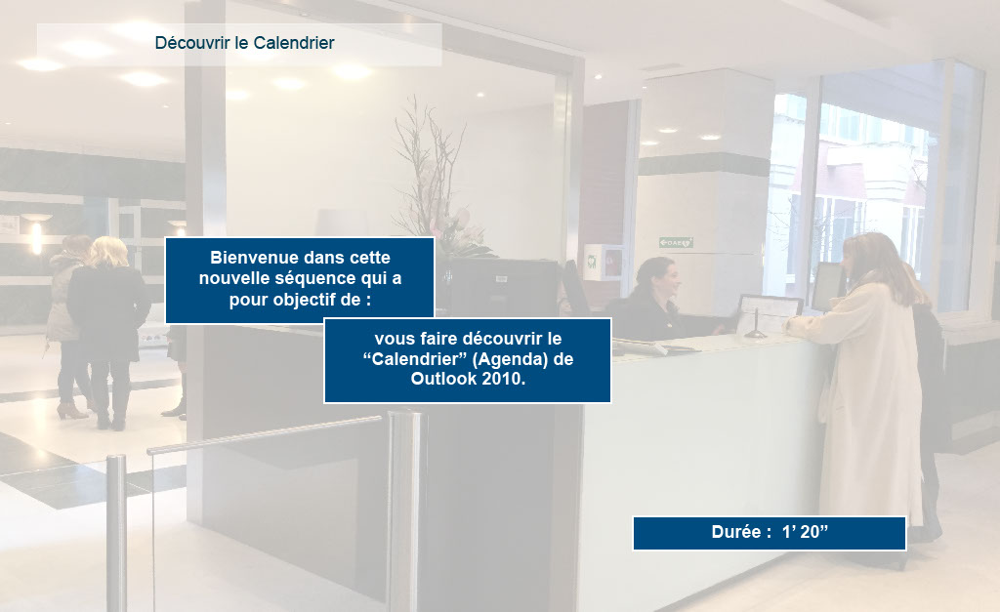 Découvrir le Calendrier
Bienvenue dans cette
nouvelle séquence qui a
pour objectif de :
vous faire découvrir le
“Calendrier” (Agenda) de
Outlook 2010.
Durée :  1’ 20”